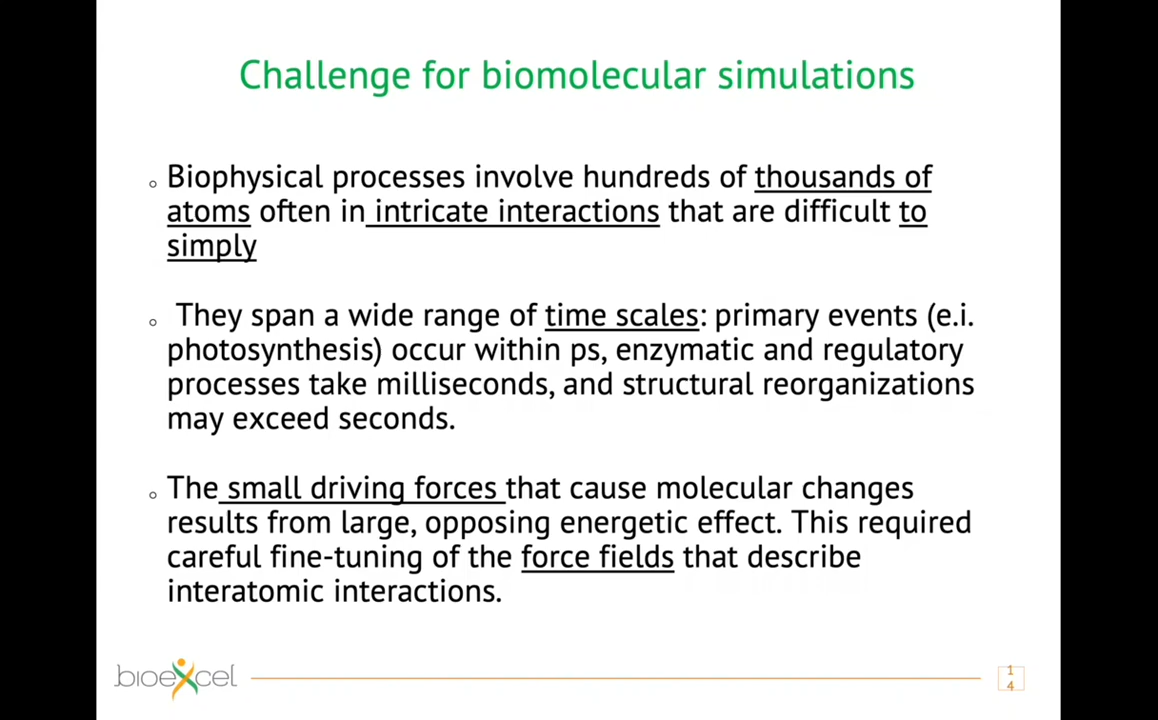 Challenge for biomolecular simulations
Biophysical processes involve hundreds of thousands of
atoms often in intricate interactions that are difficult to
simply
They span a wide range of time scales: primary events (e.i.
photosynthesis) occur within ps, enzymatic and regulatory
processes take milliseconds, and structural reorganizations
may exceed seconds.
The small driving forces that cause molecular changes
results from large, opposing energetic effect. This required
careful fine-tuning of the force fields that describe
interatomic interactions.
bioexcel
1
4